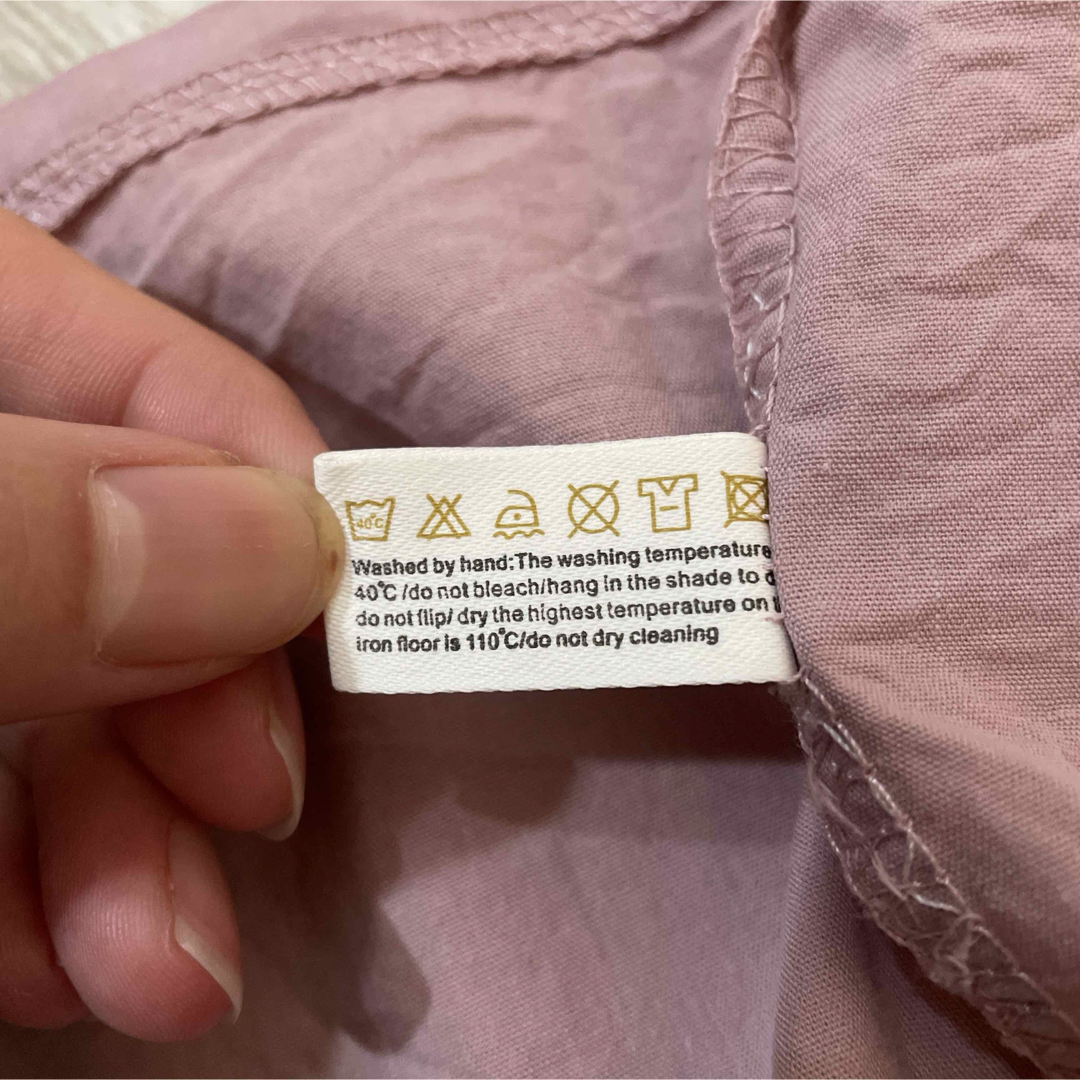 40°C
Washed by hand:The washing temperature
40℃ /do not bleach/hang in the shade to
do not flip/ dry the highest temperature on
iron floor is 110℃/do not dry cleaning